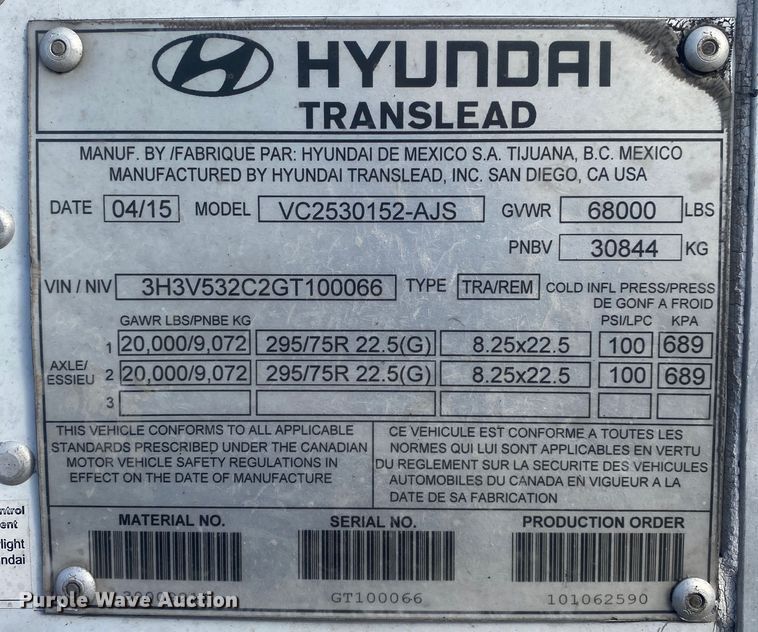 HYUNDAI
TRANSLEAD
MANUF. BY /FABRIQUE PAR: HYUNDAI DE MEXICO S.A. TIJUANA, B.C. MEXICO
MANUFACTURED BY HYUNDAI TRANSLEAD, INC. SAN DIEGO, CA USA
DATE 04/15 MODEL VC2530152-AJS GVWR 68000 LBS
PNBV 30844 KG
VIN / NIV 3H3V532C2GT100066 TYPE TRA/REM COLD INFL PRESS/PRESS
DE GONF A FROID
GAWR LBS/PNBE KG PSI/LPC KPA
1 20,000/9,072 295/75R 22.5(G) 8.25x22.5 100 689
AXLE/
ESSIEU
2 20,000/9,072 295/75R 22.5(G) 8.25x22.5 100 689
3
THIS VEHICLE CONFORMS TO ALL APPLICABLE
STANDARDS PRESCRIBED UNDER THE CANADIAN
MOTOR VEHICLE SAFETY REGULATIONS IN
EFFECT ON THE DATE OF MANUFACTURE
CE VEHICULE EST CONFORME A TOUTES LES
NORMES QUI LUI SONT APPLICABLES EN VERTU
DU REGLEMENT SUR LA SECURITE DES VEHICULES
AUTOMOBILES DU CANADA EN VIGUEUR A LA
DATE DE SA FABRICATION
MATERIAL NO. SERIAL NO. PRODUCTION ORDER
GT100066 101062590
Purple Wave Auction